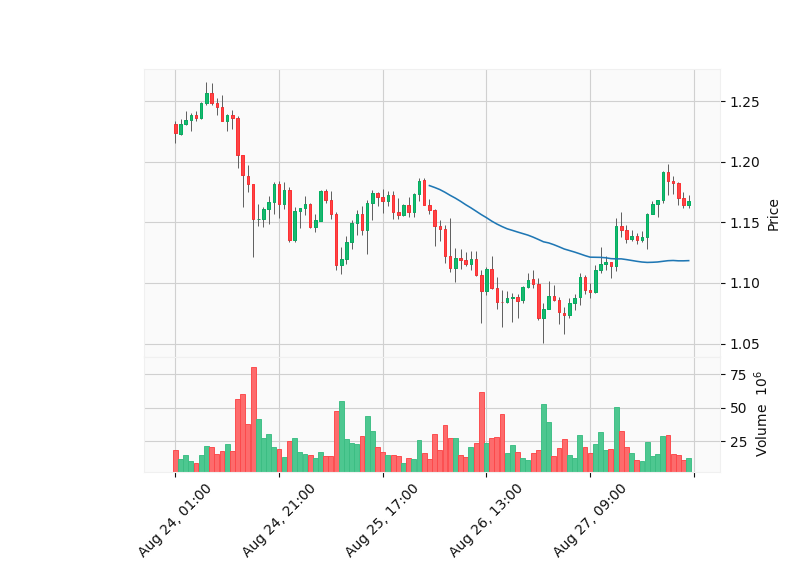 1.25
1.20
1.15
1.10
1.05
Price
75
50
25
Volume 10⁶
Aug 24, 01:00
Aug 24, 21:00
Aug 25, 17:00
Aug 26, 13:00
Aug 27, 09:00